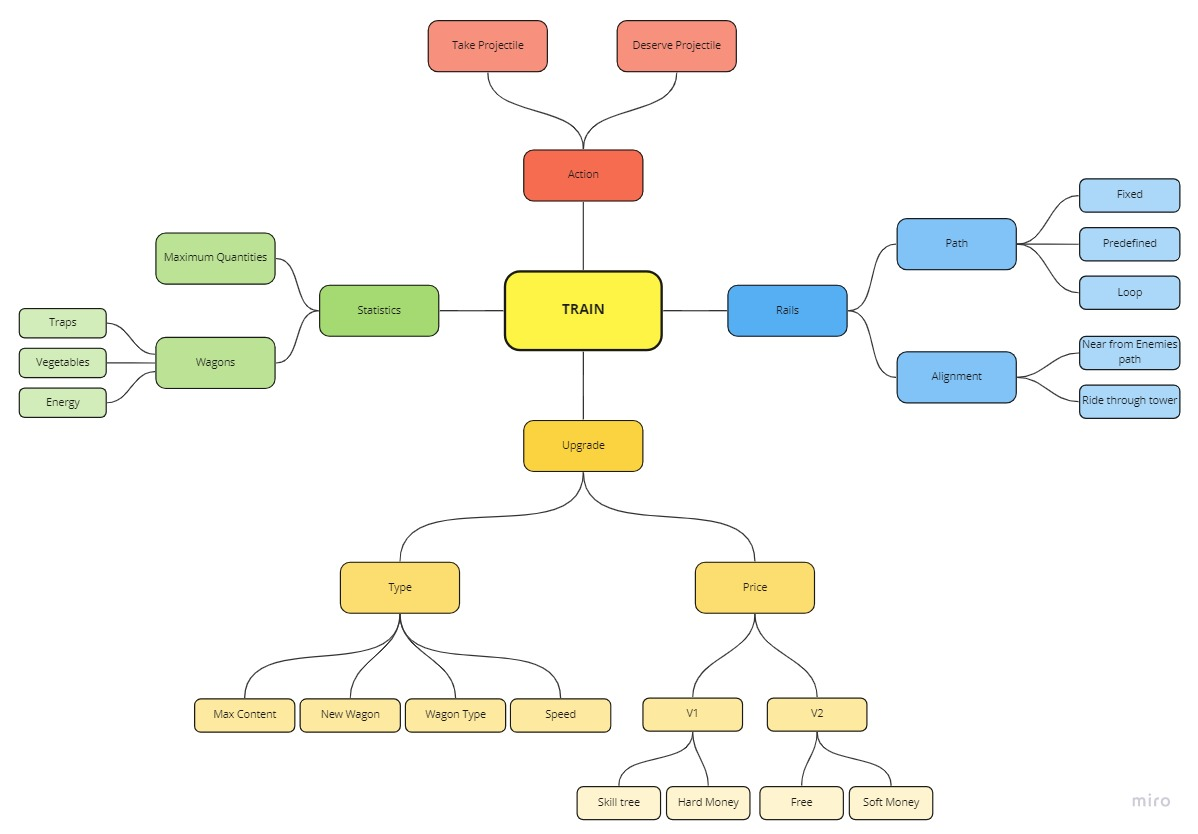 Take Projectile
Deserve Projectile
Action
Fixed
Path
Predefined
Maximum Quantities
Loop
Statistics
TRAIN
Rails
Traps
Near from Enemies
path
Wagons
Vegetables
Alignment
Energy
Ride through tower
Upgrade
Type
Price
Max Content
New Wagon
Wagon Type
Speed
V1
V2
Skill tree
Hard Money
Free
Soft Money
miro